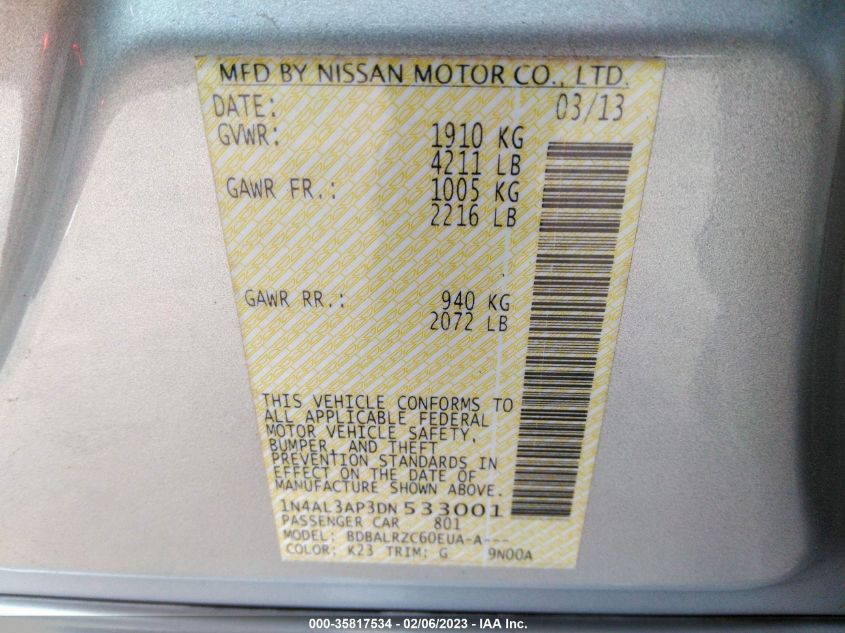 MFD BY NISSAN MOTOR CO., LTD.
DATE: 03/13
GVWR: 1910 KG
4211 LB
GAWR FR.: 1005 KG
2216 LB
GAWR RR.: 940 KG
2072 LB
THIS VEHICLE CONFORMS TO
ALL APPLICABLE FEDERAL
MOTOR VEHICLE SAFETY,
BUMPER, AND THEFT
PREVENTION STANDARDS IN
EFFECT ON THE DATE OF
MANUFACTURE SHOWN ABOVE.
1N4AL3AP3DN 533001
PASSENGER CAR 801
MODEL: BDBALRZC60EUA-A---
COLOR: K23 TRIM: G 9N00A
000-35817534 - 02/06/2023 - IAA Inc.